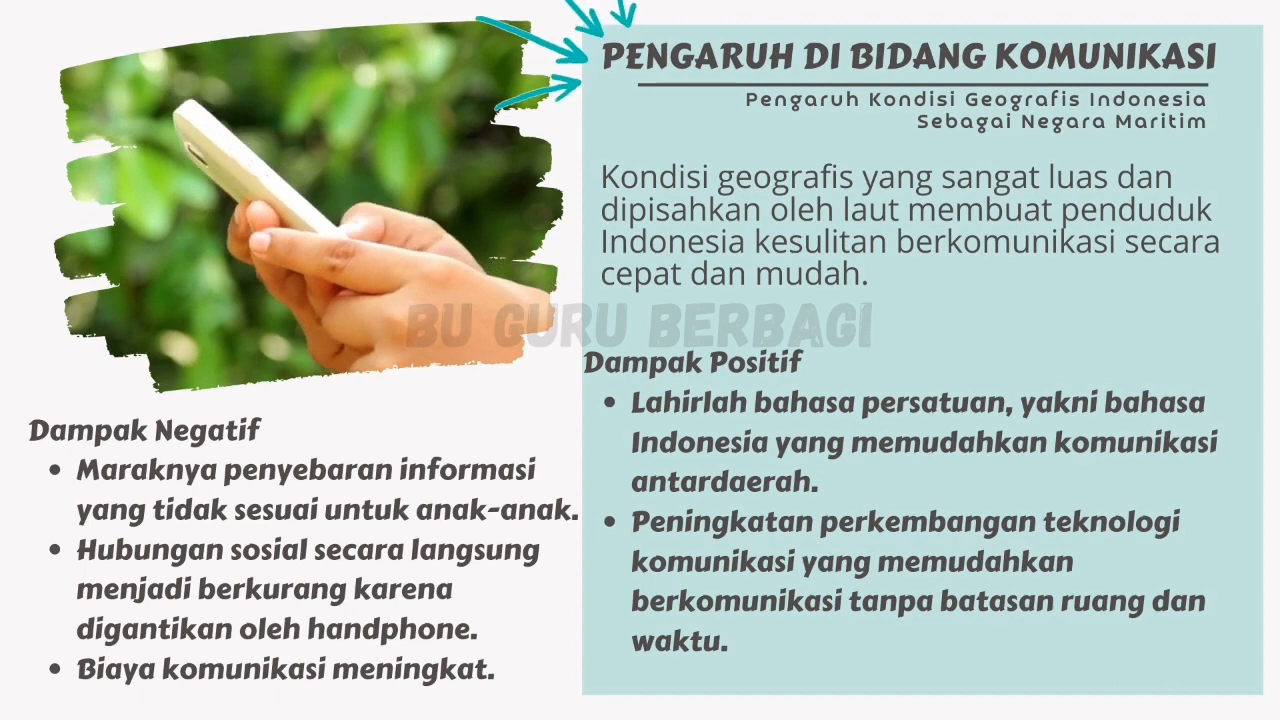 PENGARUH DI BIDANG KOMUNIKASI
Pengaruh Kondisi Geografis Indonesia
Sebagai Negara Maritim
Kondisi geografis yang sangat luas dan
dipisahkan oleh laut membuat penduduk
Indonesia kesulitan berkomunikasi secara
cepat dan mudah.
BU GURU BERBAGI
Dampak Positif
• Lahirlah bahasa persatuan, yakni bahasa
Indonesia yang memudahkan komunikasi
antardaerah.
• Peningkatan perkembangan teknologi
komunikasi yang memudahkan
berkomunikasi tanpa batasan ruang dan
waktu.
Dampak Negatif
• Maraknya penyebaran informasi
yang tidak sesuai untuk anak-anak.
• Hubungan sosial secara langsung
menjadi berkurang karena
digantikan oleh handphone.
• Biaya komunikasi meningkat.